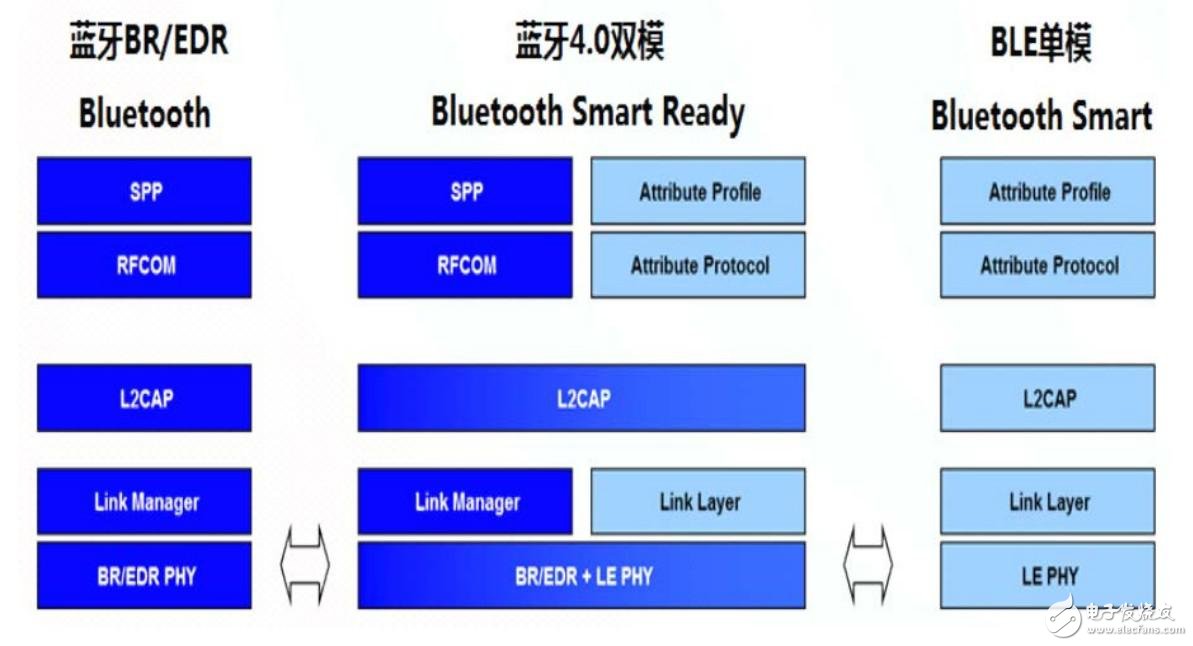 蓝牙BR/EDR
蓝牙4.0双模
BLE单模
Bluetooth
Bluetooth Smart Ready
Bluetooth Smart
SPP
SPP
Attribute Profile
Attribute Profile
RFCOM
RFCOM
Attribute Protocol
Attribute Protocol
L2CAP
L2CAP
L2CAP
Link Manager
Link Manager
Link Layer
Link Layer
BR/EDR PHY
BR/EDR + LE PHY
LE PHY
电子发烧友
www.elecfans.com